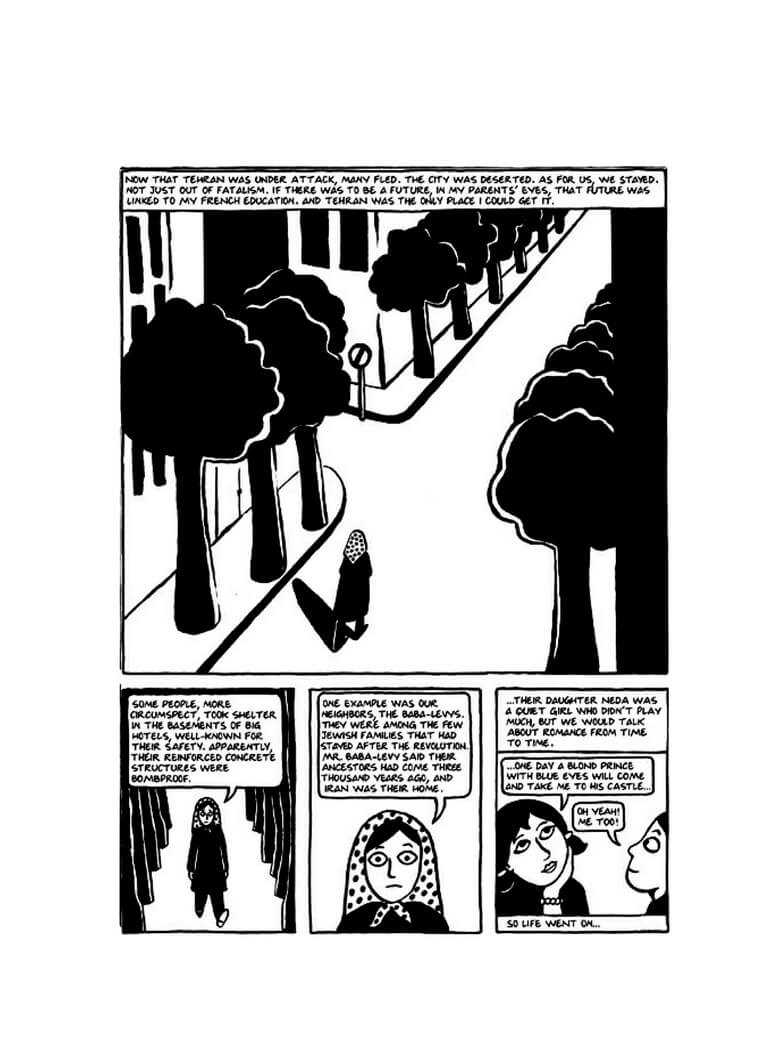 NOW THAT TEHRAN WAS UNDER ATTACK, MANY FLED. THE CITY WAS DESERTED. AS FOR US, WE STAYED.
NOT JUST OUT OF FATALISM. IF THERE WAS TO BE A FUTURE, IN MY PARENTS' EYES, THAT FUTURE WAS
LINKED TO MY FRENCH EDUCATION. AND TEHRAN WAS THE ONLY PLACE I COULD GET IT.
SOME PEOPLE, MORE
CIRCUMSPECT, TOOK SHELTER
IN THE BASEMENTS OF BIG
HOTELS, WELL-KNOWN FOR
THEIR SAFETY. APPARENTLY,
THEIR REINFORCED CONCRETE
STRUCTURES WERE
BOMBPROOF.
ONE EXAMPLE WAS OUR
NEIGHBORS, THE BABA-LEVYS.
THEY WERE AMONG THE FEW
JEWISH FAMILIES THAT HAD
STAYED AFTER THE REVOLUTION.
MR. BABA-LEVY SAID THEIR
ANCESTORS HAD COME THREE
THOUSAND YEARS AGO, AND
IRAN WAS THEIR HOME.
...THEIR DAUGHTER NEDA WAS
A QUIET GIRL WHO DIDN'T PLAY
MUCH, BUT WE WOULD TALK
ABOUT ROMANCE FROM TIME
TO TIME.
...ONE DAY A BLOND PRINCE
WITH BLUE EYES WILL COME
AND TAKE ME TO HIS CASTLE...
OH YEAH!
ME TOO!
SO LIFE WENT ON...